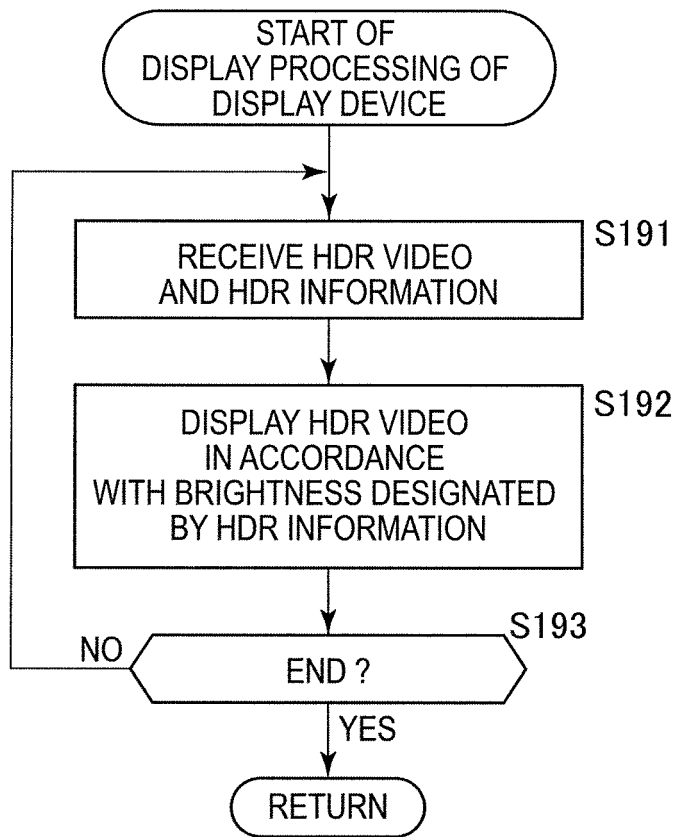 START OF
DISPLAY PROCESSING OF
DISPLAY DEVICE
S191
RECEIVE HDR VIDEO
AND HDR INFORMATION
S192
DISPLAY HDR VIDEO
IN ACCORDANCE
WITH BRIGHTNESS DESIGNATED
BY HDR INFORMATION
S193
NO
END ?
YES
RETURN